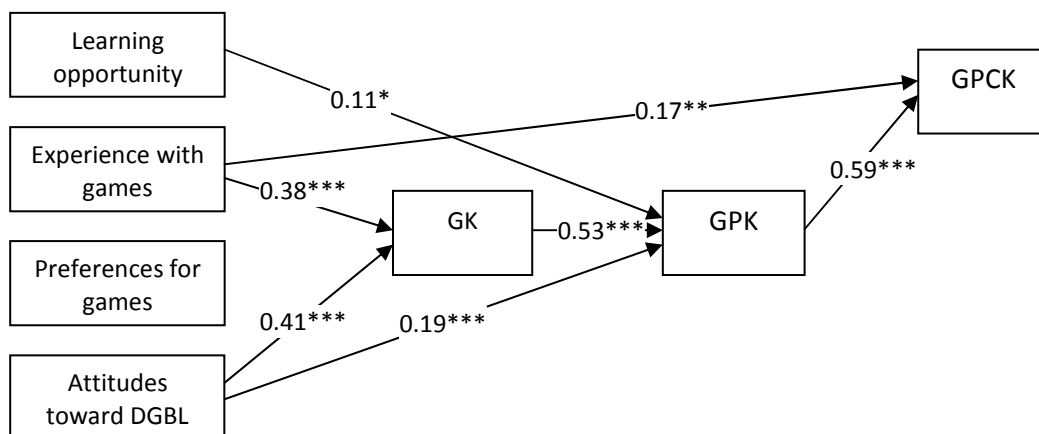 Learning
opportunity
Experience with
games
Preferences for
games
Attitudes
toward DGBL
0.11*
0.17**
0.38***
0.41***
0.19***
GK
0.53***
GPK
0.59***
GPCK